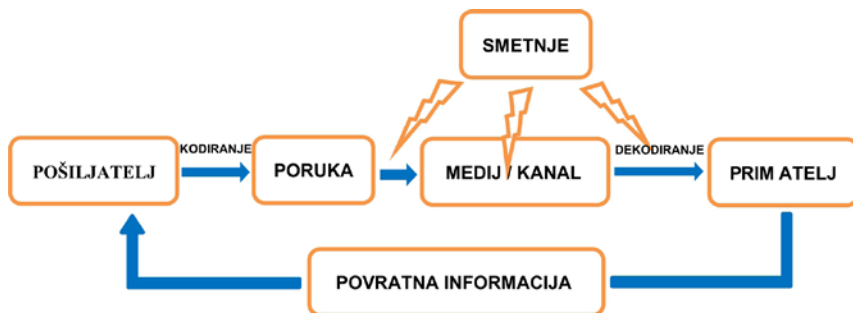 SMETNJE
POŠILJATELJ
KODIRANJE
PORUKA
MEDIJ / KANAL
DEKODIRANJE
PRIM ATELJ
POVRATNA INFORMACIJA